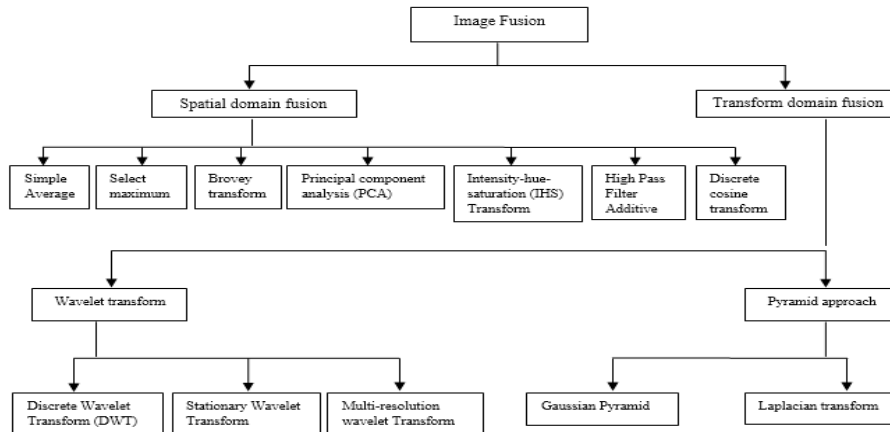 Image Fusion
Spatial domain fusion
Transform domain fusion
Simple
Average
Select
maximum
Brovey
transform
Principal component
analysis (PCA)
Intensity-hue-
saturation (IHS)
Transform
High Pass
Filter
Additive
Discrete
cosine
transform
Wavelet transform
Pyramid approach
Discrete Wavelet
Transform (DWT)
Stationary Wavelet
Transform
Multi-resolution
wavelet Transform
Gaussian Pyramid
Laplacian transform